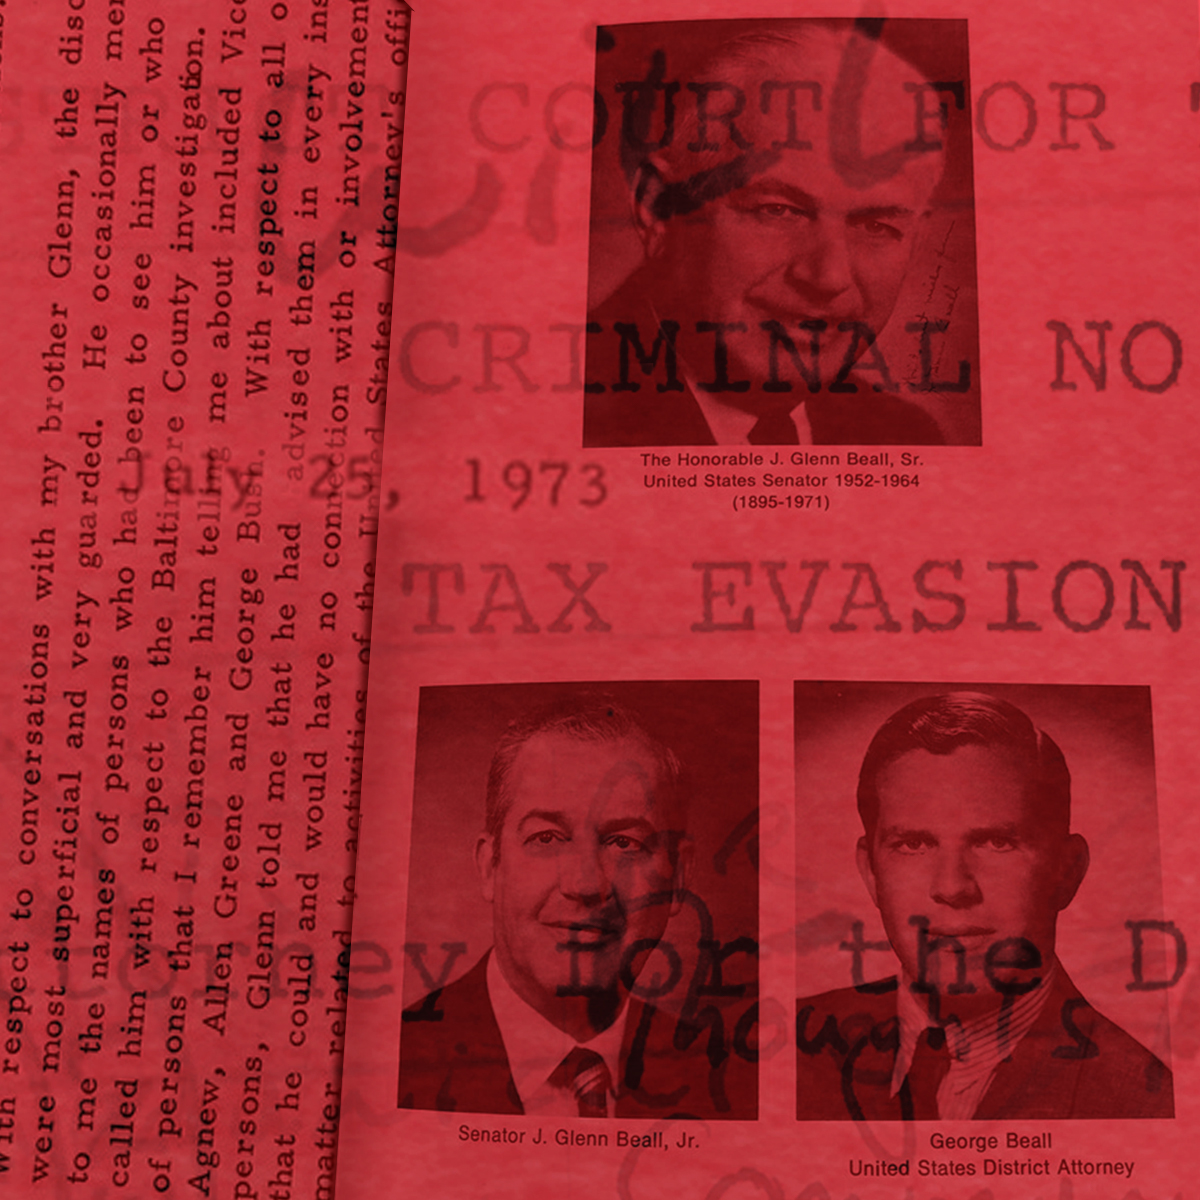 With respect to conversations with my brother Glenn, the disc
were most superficial and very guarded. He occasionally men
to me the names of persons who had been to see him or who
called him with respect to the Baltimore County investigation.
of persons that I remember him telling me about included Vice
Agnew, Allen Greene and George Bush. With respect to all o
persons, Glenn told me that he had advised them in every ins
that he could and would have no connection with or involvement
matter related to activities of the United States Attorney's offi
COURT FOR
CRIMINAL NO
July 25, 1973
The Honorable J. Glenn Beall, Sr.
United States Senator 1952-1964
(1895-1971)
TAX EVASION
orney for the D
Thoughts
Senator J. Glenn Beall, Jr.
George Beall
United States District Attorney